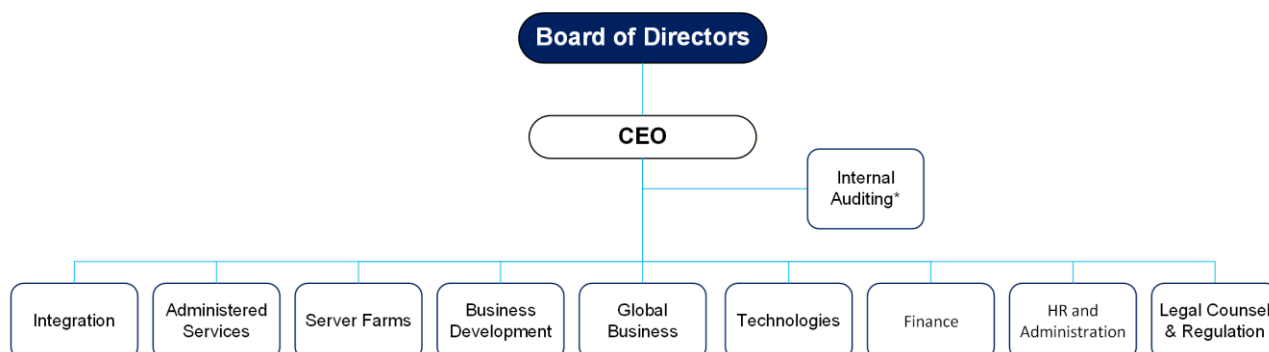 Board of Directors
CEO
Internal
Auditing*
Integration
Administered
Services
Server Farms
Business
Development
Global
Business
Technologies
Finance
HR and
Administration
Legal Counsel
& Regulation